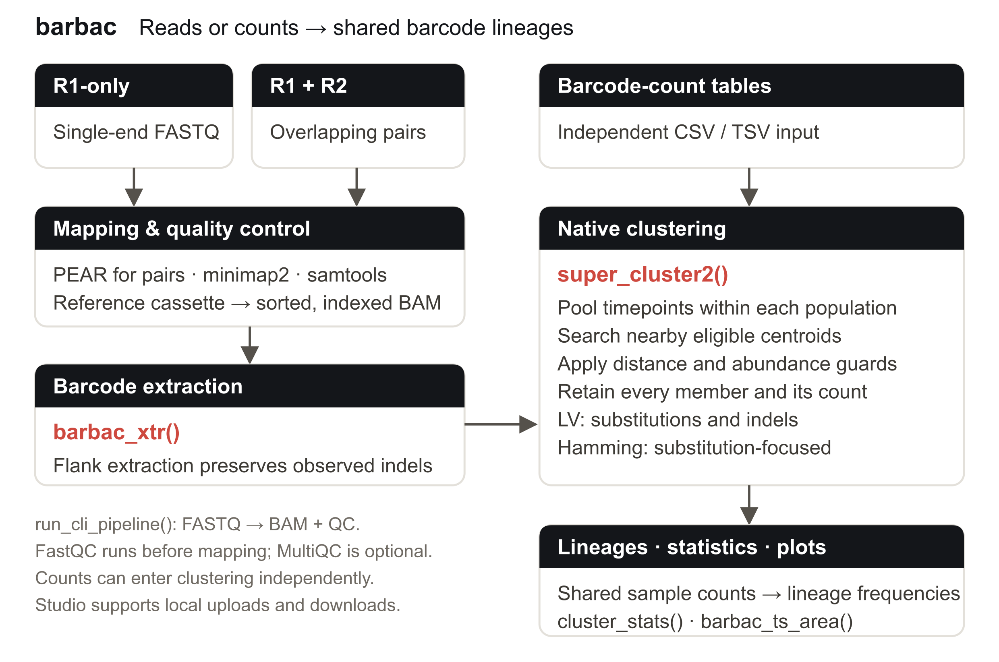 barbac Reads or counts → shared barcode lineages
R1-only
Single-end FASTQ
R1 + R2
Overlapping pairs
Mapping & quality control
PEAR for pairs · minimap2 · samtools
Reference cassette → sorted, indexed BAM
Barcode extraction
barbac_xtr()
Flank extraction preserves observed indels
run_cli_pipeline(): FASTQ → BAM + QC.
FastQC runs before mapping; MultiQC is optional.
Counts can enter clustering independently.
Studio supports local uploads and downloads.
Barcode-count tables
Independent CSV / TSV input
Native clustering
super_cluster2()
Pool timepoints within each population
Search nearby eligible centroids
Apply distance and abundance guards
Retain every member and its count
LV: substitutions and indels
Hamming: substitution-focused
Lineages · statistics · plots
Shared sample counts → lineage frequencies
cluster_stats() · barbac_ts_area()